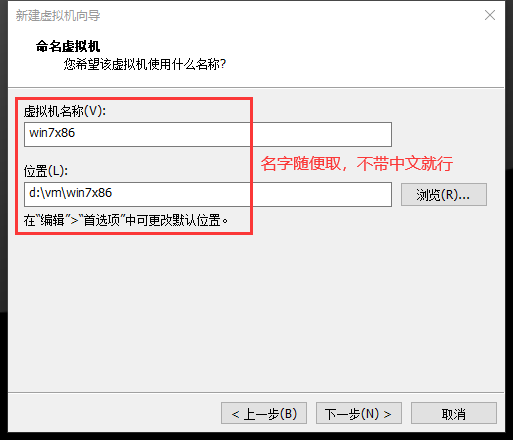 新建虚拟机向导
命名虚拟机
您希望该虚拟机使用什么名称?
虚拟机名称(V):
win7x86
名字随便取，不带中文就行
位置(L):
d:\vm\win7x86
浏览(R)...
在"编辑">"首选项"中可更改默认位置。
< 上一步(B)
下一步(N) >
取消